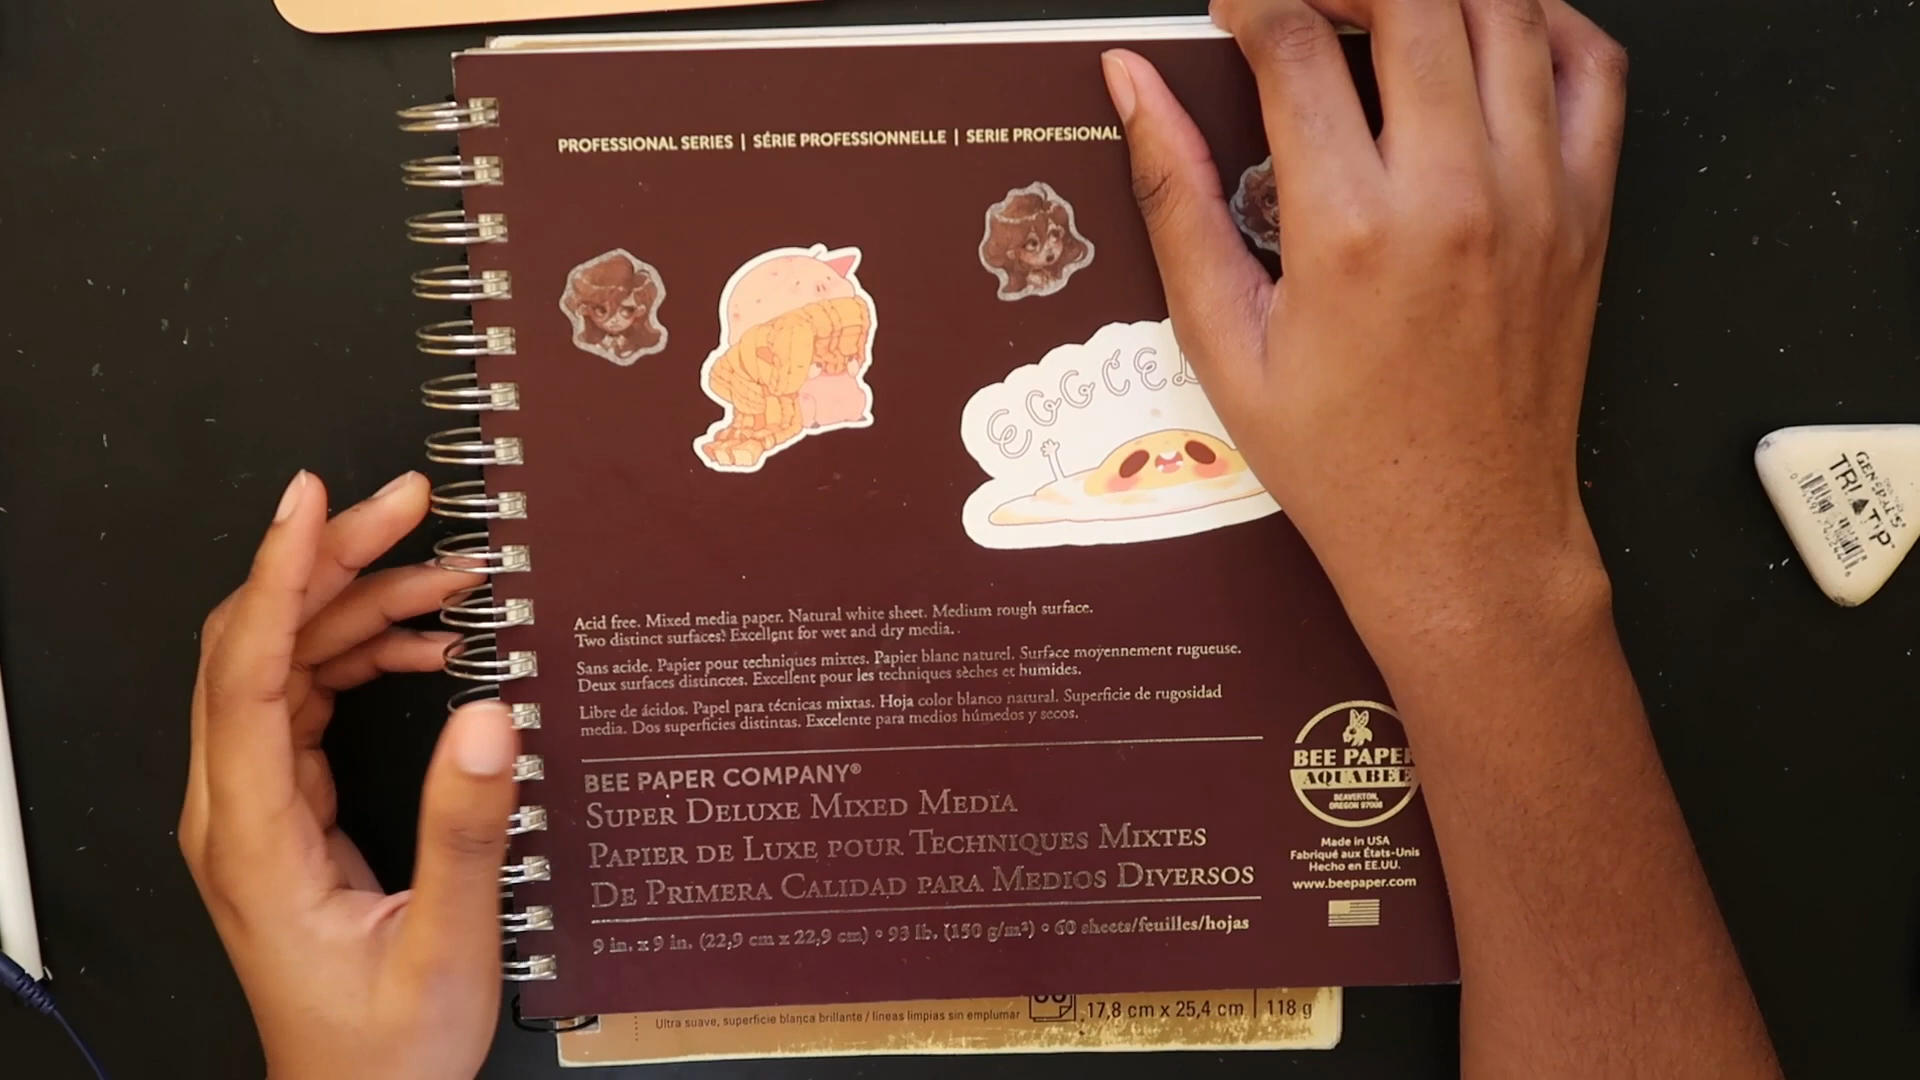 PROFESSIONAL SERIES | SÉRIE PROFESSIONNELLE | SERIE PROFESIONAL
EGGCEL
Acid free. Mixed media paper. Natural white sheet. Medium rough surface.
Two distinct surfaces! Excellent for wet and dry media.
Sans acide. Papier pour techniques mixtes. Papier blanc naturel. Surface moyennement rugueuse.
Deux surfaces distinctes. Excellent pour les techniques sèches et humides.
Libre de ácidos. Papel para técnicas mixtas. Hoja color blanco natural. Superficie de rugosidad
media. Dos superficies distintas. Excelente para medios húmedos y secos.
BEE PAPER COMPANY®
SUPER DELUXE MIXED MEDIA
PAPIER DE LUXE POUR TECHNIQUES MIXTES
DE PRIMERA CALIDAD PARA MEDIOS DIVERSOS
9 in. x 9 in. (22,9 cm x 22,9 cm) • 93 lb. (150 g/m²) • 60 sheets/feuilles/hojas
BEE PAPER
AQUABEE
BEAVERTON,
OREGON 97008
Made in USA
Fabriqué aux États-Unis
Hecho en EE.UU.
www.beepaper.com
Ultra suave, superficie blanca brillante / líneas limpias sin emplumar
17,8 cm x 25,4 cm | 118 g
GENERAL'S
TRI TIP